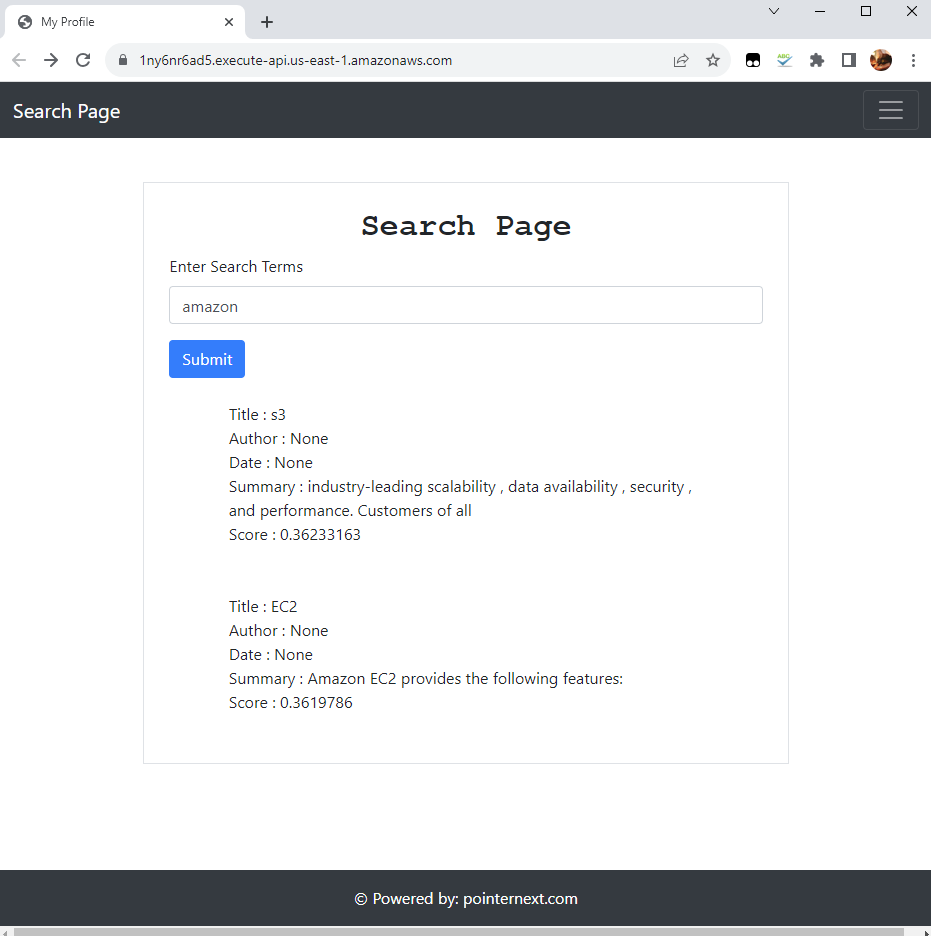 My Profile
1ny6nr6ad5.execute-api.us-east-1.amazonaws.com
ABC
Search Page
Search Page
Enter Search Terms
amazon
Submit
Title : s3
Author : None
Date : None
Summary : industry-leading scalability , data availability , security ,
and performance. Customers of all
Score : 0.36233163
Title : EC2
Author : None
Date : None
Summary : Amazon EC2 provides the following features:
Score : 0.3619786
© Powered by: pointernext.com